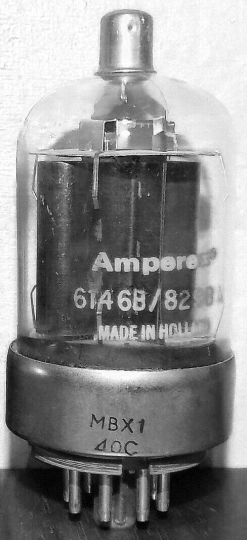 Amperex
6146B/8298A
MADE IN HOLLAND
MBX1
40C